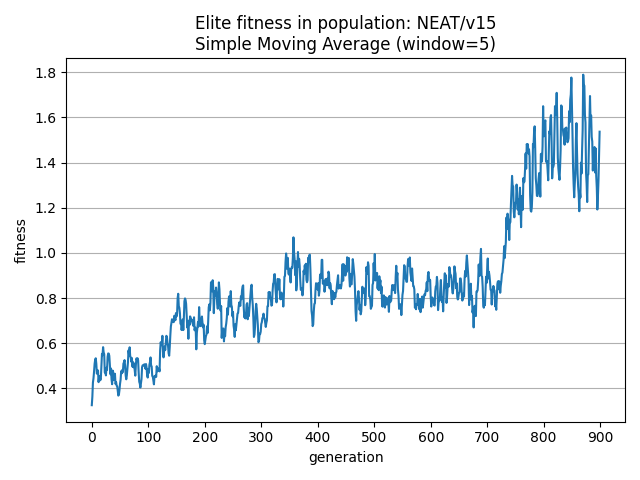 Elite fitness in population: NEAT/v15
Simple Moving Average (window=5)
1.8
1.6
1.4
1.2
1.0
0.8
0.6
0.4
fitness
0 100 200 300 400 500 600 700 800 900
generation